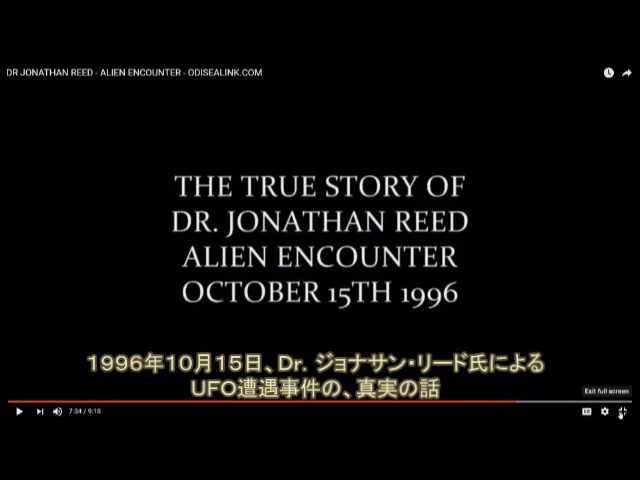 DR JONATHAN REED - ALIEN ENCOUNTER - ODISEALINK.COM
THE TRUE STORY OF
DR. JONATHAN REED
ALIEN ENCOUNTER
OCTOBER 15TH 1996
1996年10月15日、Dr. ジョナサン・リード氏による
UFO遭遇事件の、真実の話
Exit full screen
7:34 / 9:18